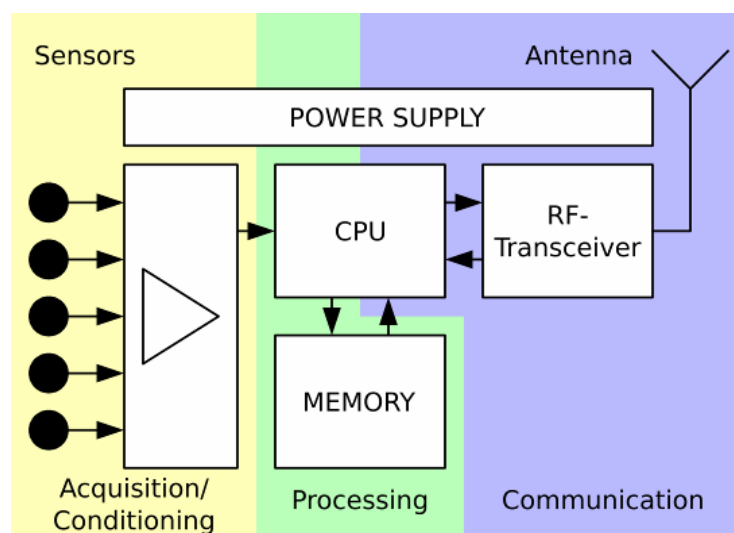 Sensors
Antenna
POWER SUPPLY
CPU
RF-
Transceiver
MEMORY
Acquisition/
Conditioning
Processing
Communication